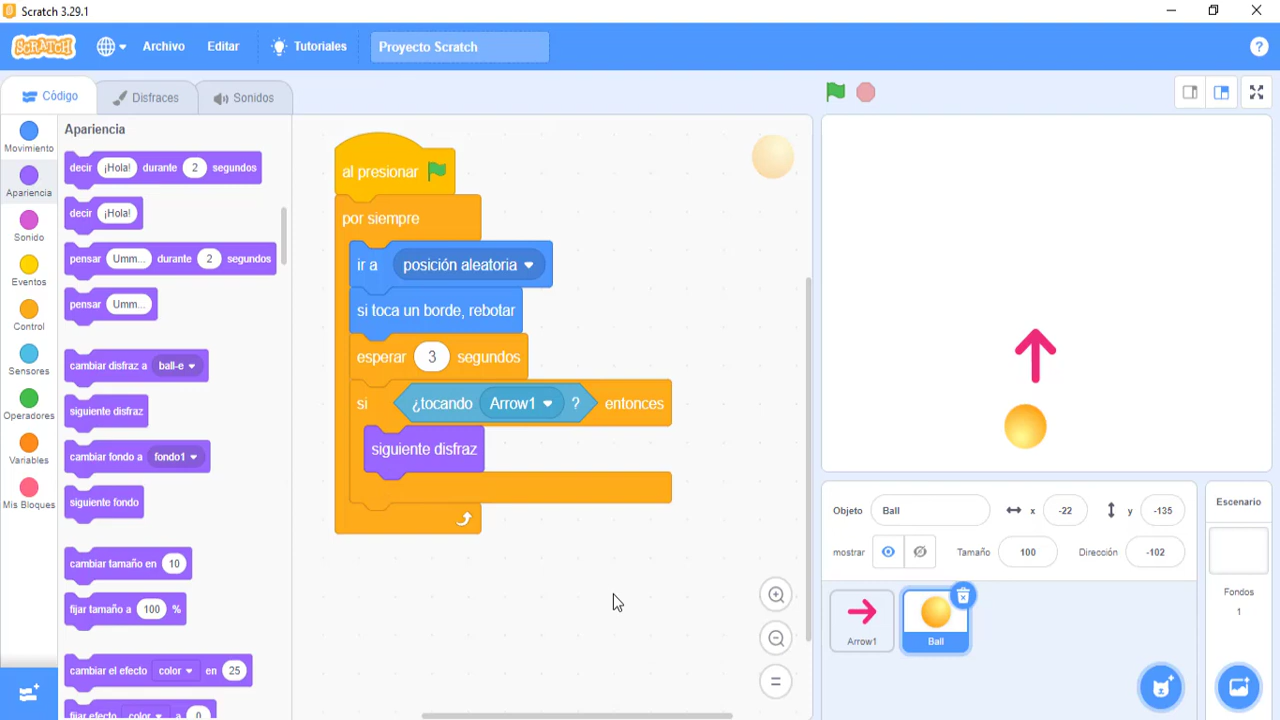 Scratch 3.29.1
SCRATCH
Archivo
Editar
Tutoriales
Proyecto Scratch
Código
Disfraces
Sonidos
Movimiento
Apariencia
Sonido
Eventos
Control
Sensores
Operadores
Variables
Mis Bloques
Apariencia
decir ¡Hola! durante 2 segundos
decir ¡Hola!
pensar Umm... durante 2 segundos
pensar Umm...
cambiar disfraz a ball-e
siguiente disfraz
cambiar fondo a fondo1
siguiente fondo
cambiar tamaño en 10
fijar tamaño a 100 %
cambiar el efecto color en 25
fijar efecto color a 0
al presionar
por siempre
ir a posición aleatoria
si toca un borde, rebotar
esperar 3 segundos
si ¿tocando Arrow1 ? entonces
siguiente disfraz
Objeto Ball x -22 y -135
mostrar Tamaño 100 Dirección -102
Arrow1
Ball
Escenario
Fondos
1